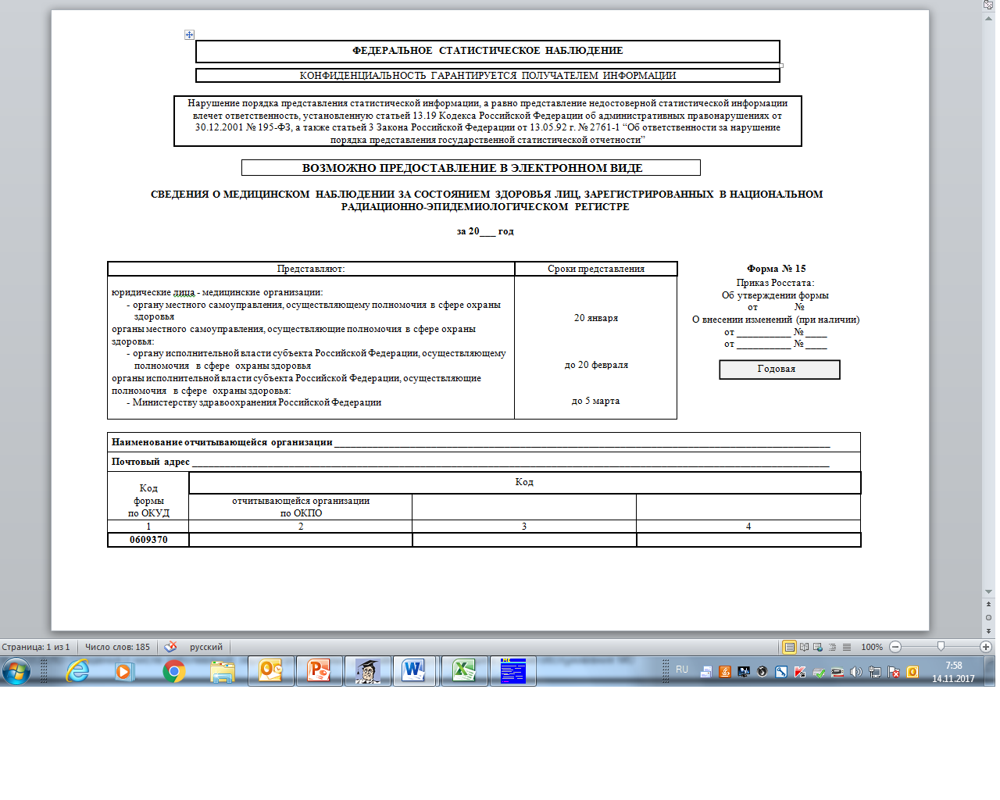 ФЕДЕРАЛЬНОЕ СТАТИСТИЧЕСКОЕ НАБЛЮДЕНИЕ
КОНФИДЕНЦИАЛЬНОСТЬ ГАРАНТИРУЕТСЯ ПОЛУЧАТЕЛЕМ ИНФОРМАЦИИ
Нарушение порядка представления статистической информации, а равно представление недостоверной статистической информации
влечет ответственность, установленную статьей 13.19 Кодекса Российской Федерации об административных правонарушениях от
30.12.2001 № 195-ФЗ, а также статьей 3 Закона Российской Федерации от 13.05.92 г. № 2761-1 “Об ответственности за нарушение
порядка представления государственной статистической отчетности”
ВОЗМОЖНО ПРЕДОСТАВЛЕНИЕ В ЭЛЕКТРОННОМ ВИДЕ
СВЕДЕНИЯ О МЕДИЦИНСКОМ НАБЛЮДЕНИИ ЗА СОСТОЯНИЕМ ЗДОРОВЬЯ ЛИЦ, ЗАРЕГИСТРИРОВАННЫХ В НАЦИОНАЛЬНОМ
РАДИАЦИОННО-ЭПИДЕМИОЛОГИЧЕСКОМ РЕГИСТРЕ
за 20___ год
Представляют:
Сроки представления
юридические лица - медицинские организации:
- органу местного самоуправления, осуществляющему полномочия в сфере охраны
здоровья
20 января
органы местного самоуправления, осуществляющие полномочия в сфере охраны
здоровья:
- органу исполнительной власти субъекта Российской Федерации, осуществляющему
полномочия в сфере охраны здоровья
до 20 февраля
органы исполнительной власти субъекта Российской Федерации, осуществляющие
полномочия в сфере охраны здоровья:
- Министерству здравоохранения Российской Федерации
до 5 марта
Форма № 15
Приказ Росстата:
Об утверждении формы
от №
О внесении изменений (при наличии)
от __________ № ____
от __________ № ____
Годовая
Наименование отчитывающейся организации ____________________
Почтовый адрес ____________________
Код
формы
по ОКУД
Код
отчитывающейся организации
по ОКПО
1 2 3 4
0609370
Страница: 1 из 1 Число слов: 185 русский 100%
RU 7:58
14.11.2017